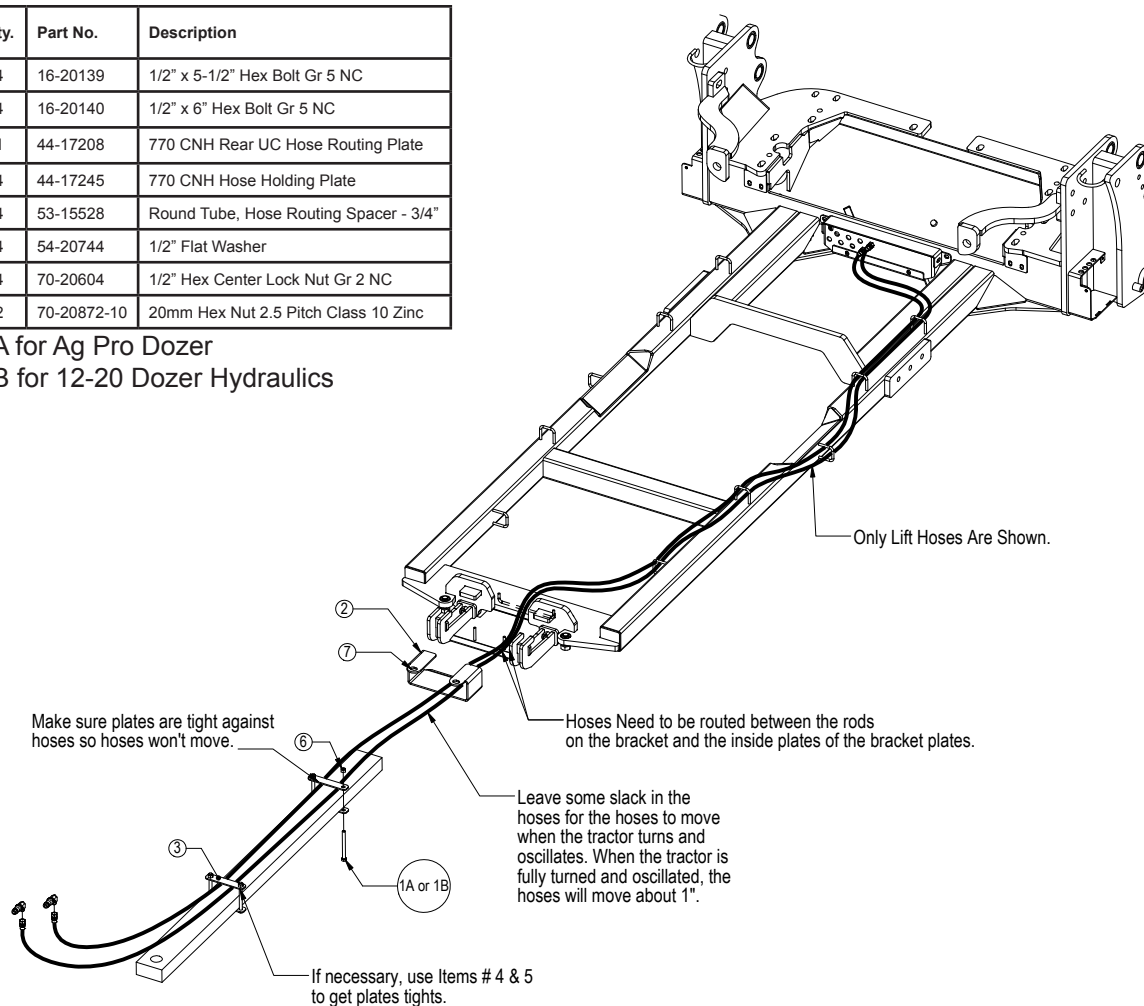 Part No. Description
16-20139 1/2” x 5-1/2” Hex Bolt Gr 5 NC
16-20140 1/2” x 6” Hex Bolt Gr 5 NC
44-17208 770 CNH Rear UC Hose Routing Plate
44-17245 770 CNH Hose Holding Plate
53-15528 Round Tube, Hose Routing Spacer - 3/4”
54-20744 1/2” Flat Washer
70-20604 1/2” Hex Center Lock Nut Gr 2 NC
70-20872-10 20mm Hex Nut 2.5 Pitch Class 10 Zinc
A for Ag Pro Dozer
B for 12-20 Dozer Hydraulics
Only Lift Hoses Are Shown.
2
7
Hoses Need to be routed between the rods
on the bracket and the inside plates of the bracket plates.
Make sure plates are tight against
hoses so hoses won't move.
6
Leave some slack in the
hoses for the hoses to move
when the tractor turns and
oscillates. When the tractor is
fully turned and oscillated, the
hoses will move about 1".
3
1A or 1B
If necessary, use Items # 4 & 5
to get plates tights.